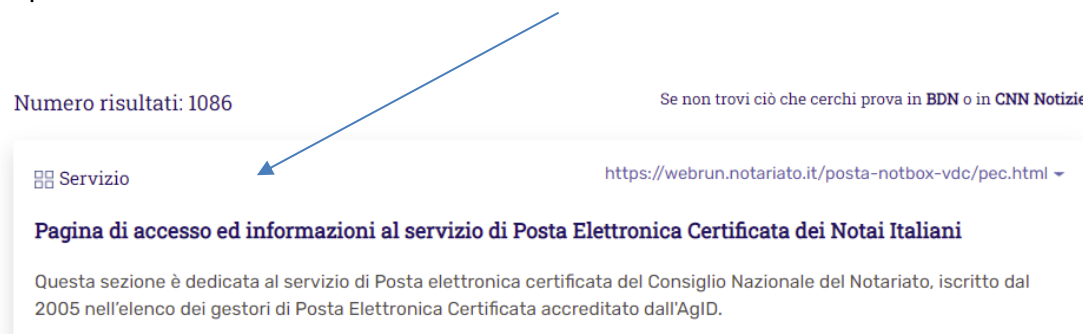 Numero risultati: 1086
Se non trovi ciò che cerchi prova in BDN o in CNN Notizie
Servizio
https://webrun.notariato.it/posta-notbox-vdc/pec.html
Pagina di accesso ed informazioni al servizio di Posta Elettronica Certificata dei Notai Italiani
Questa sezione è dedicata al servizio di Posta elettronica certificata del Consiglio Nazionale del Notariato, iscritto dal
2005 nell'elenco dei gestori di Posta Elettronica Certificata accreditato dall'AgID.